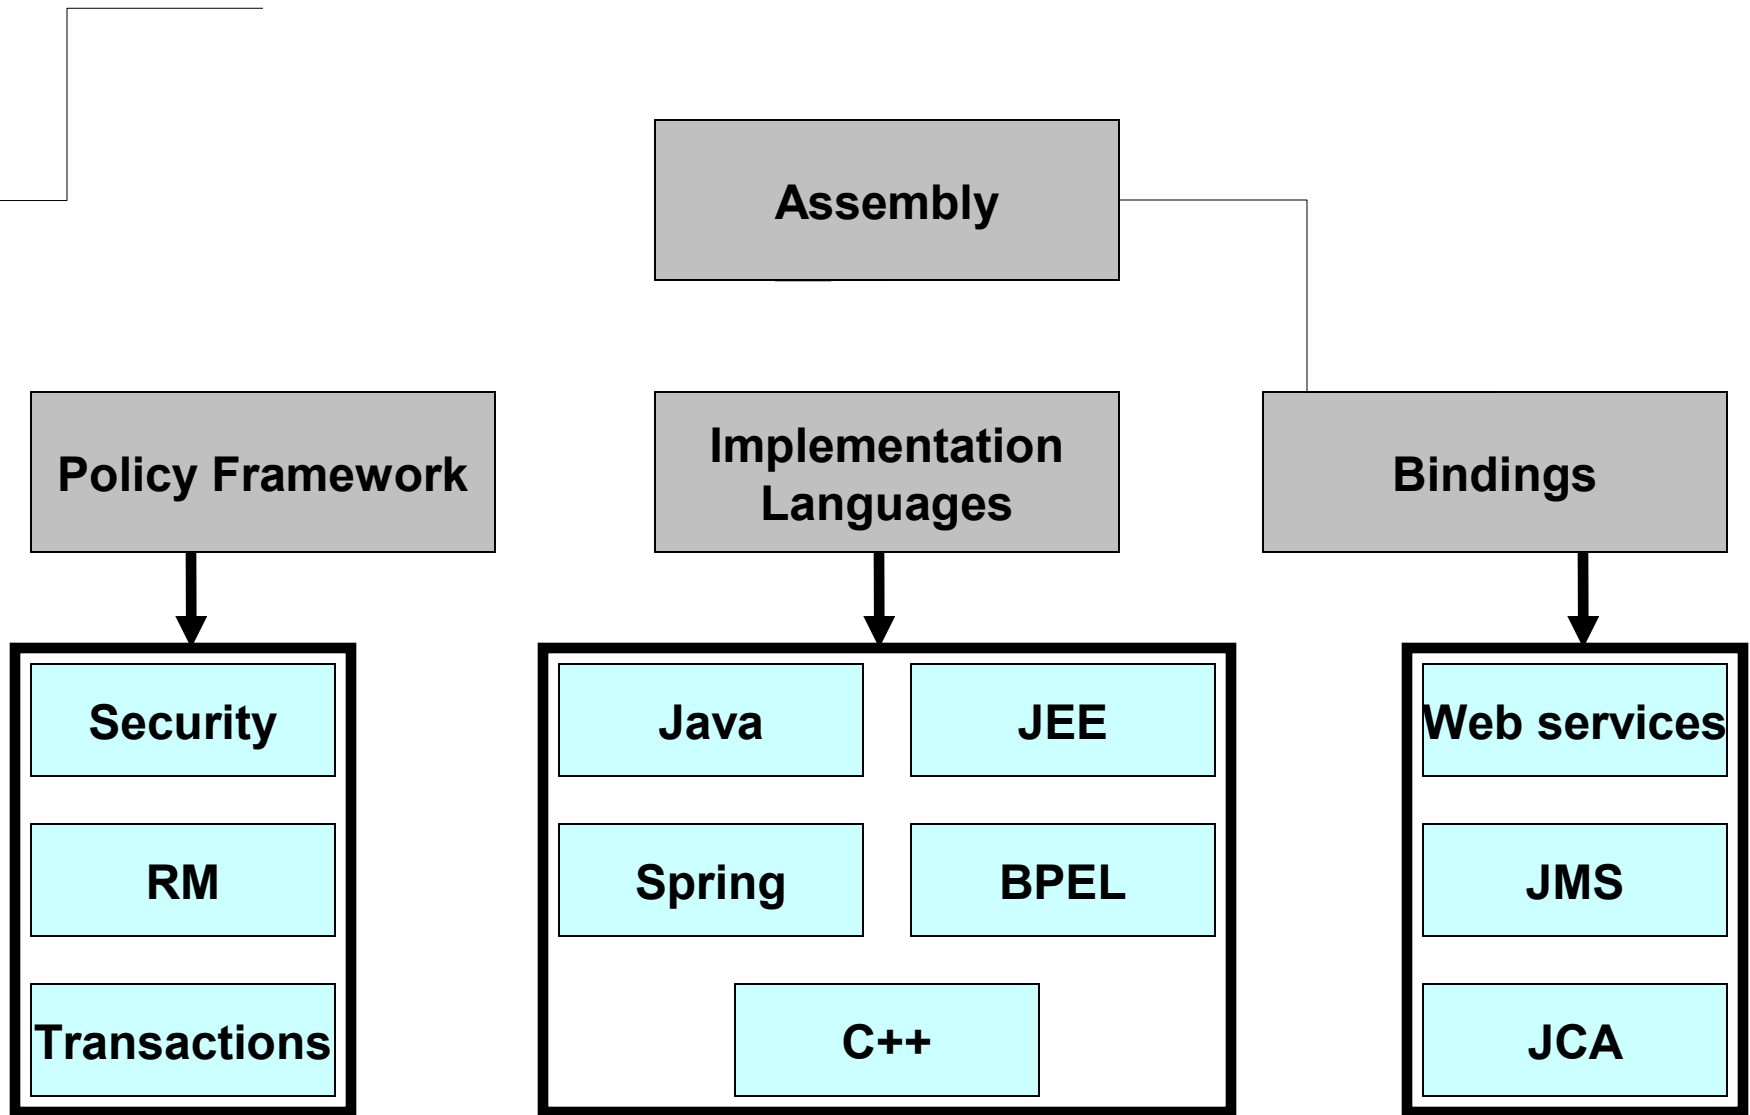 Assembly
Policy Framework
Implementation
Languages
Bindings
Security
Java
JEE
Web services
RM
Spring
BPEL
JMS
Transactions
C++
JCA